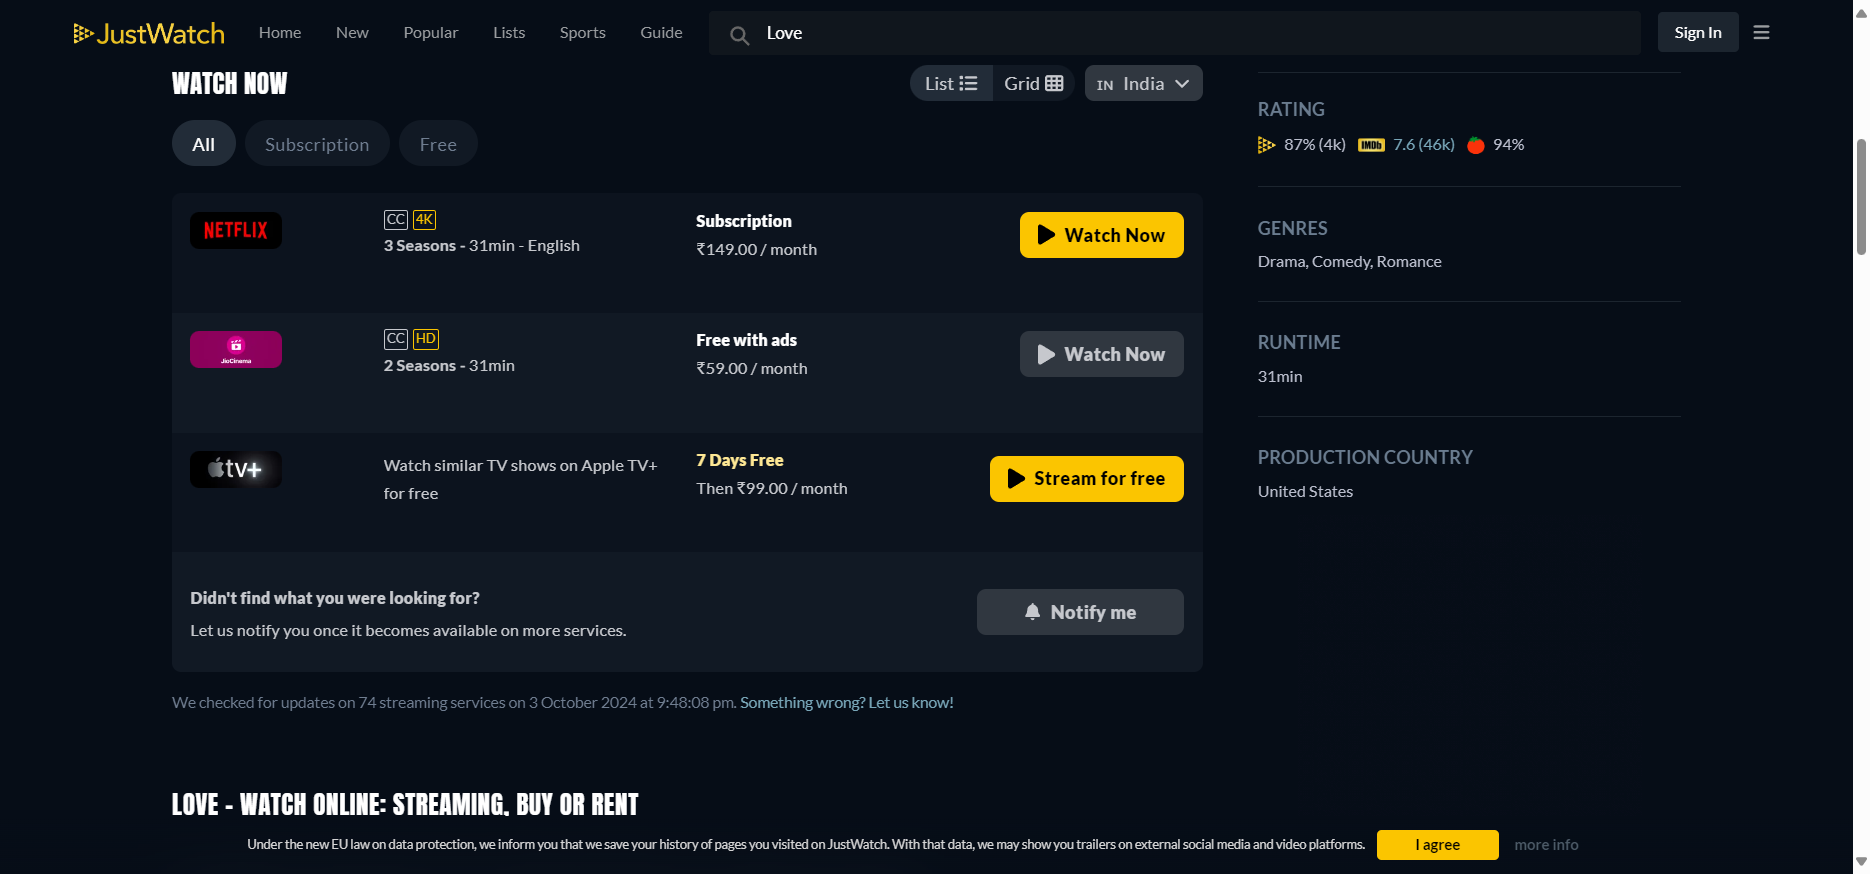 JustWatch Home New Popular Lists Sports Guide Love Sign In
WATCH NOW
List Grid IN India
All Subscription Free
NETFLIX
CC 4K
3 Seasons - 31min - English
Subscription
₹149.00 / month
Watch Now
JioCinema
CC HD
2 Seasons - 31min
Free with ads
₹59.00 / month
Watch Now
tv+
Watch similar TV shows on Apple TV+
for free
7 Days Free
Then ₹99.00 / month
Stream for free
Didn't find what you were looking for?
Let us notify you once it becomes available on more services.
Notify me
We checked for updates on 74 streaming services on 3 October 2024 at 9:48:08 pm. Something wrong? Let us know!
RATING
87% (4k) IMDb 7.6 (46k) 94%
GENRES
Drama, Comedy, Romance
RUNTIME
31min
PRODUCTION COUNTRY
United States
LOVE - WATCH ONLINE: STREAMING, BUY OR RENT
Under the new EU law on data protection, we inform you that we save your history of pages you visited on JustWatch. With that data, we may show you trailers on external social media and video platforms. I agree more info